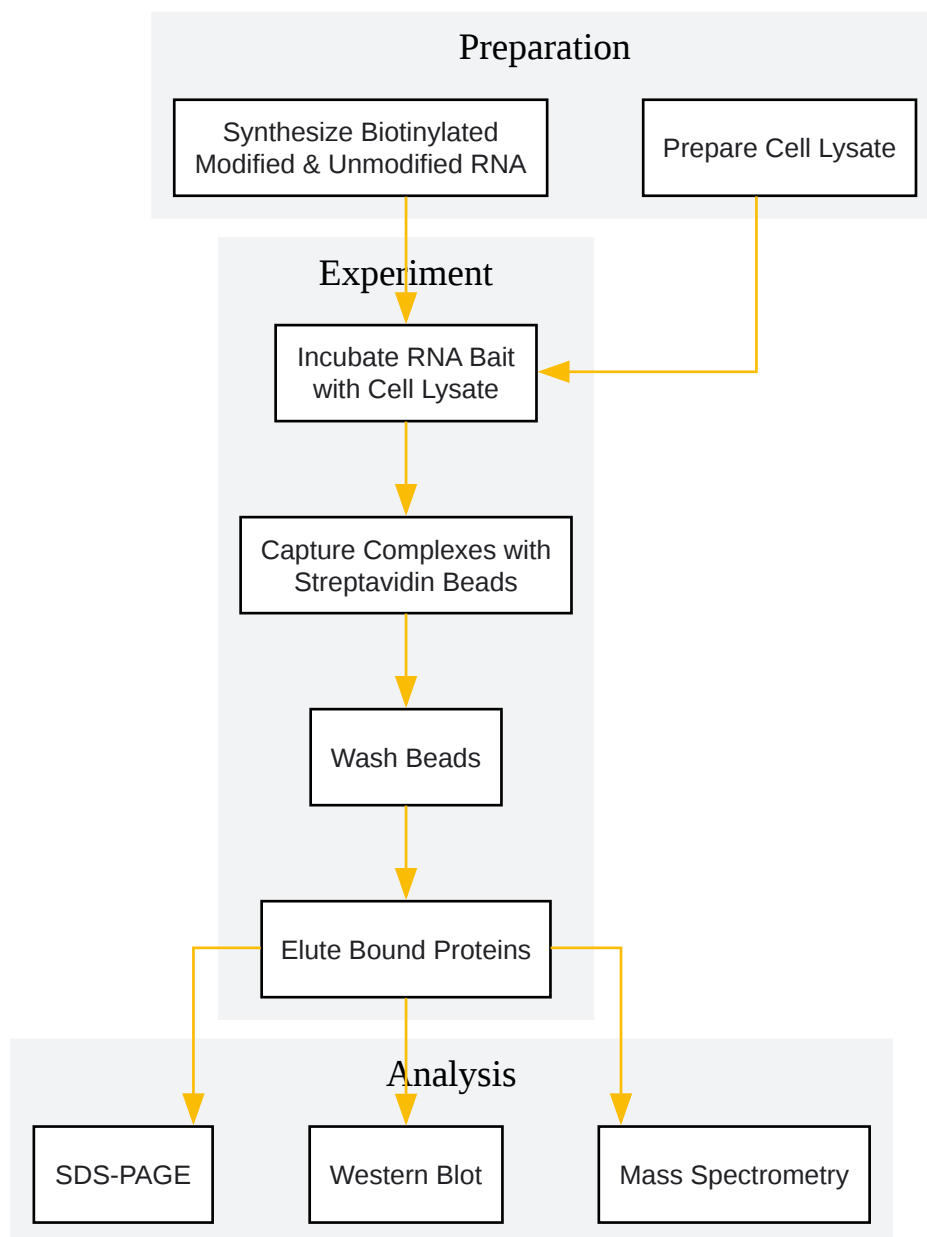 Preparation
Synthesize Biotinylated
Modified & Unmodified RNA
Prepare Cell Lysate
Experiment
Incubate RNA Bait
with Cell Lysate
Capture Complexes with
Streptavidin Beads
Wash Beads
Elute Bound Proteins
Analysis
SDS-PAGE
Western Blot
Mass Spectrometry